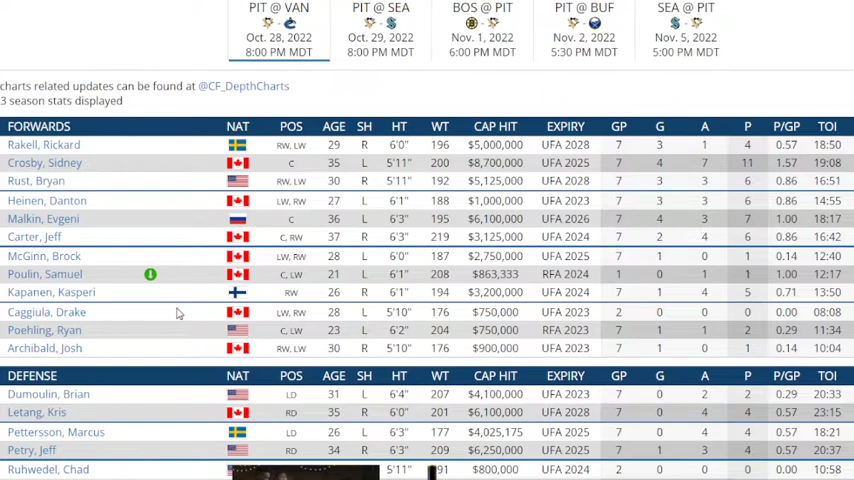 PIT @ VAN PIT @ SEA BOS @ PIT PIT @ BUF SEA @ PIT
Oct. 28, 2022 Oct. 29, 2022 Nov. 1, 2022 Nov. 2, 2022 Nov. 5, 2022
8:00 PM MDT 8:00 PM MDT 6:00 PM MDT 5:30 PM MDT 5:00 PM MDT
charts related updates can be found at @CF_DepthCharts
3 season stats displayed
FORWARDS NAT POS AGE SH HT WT CAP HIT EXPIRY GP G A P P/GP TOI
Rakell, Rickard RW, LW 29 R 6'0" 196 $5,000,000 UFA 2028 7 3 1 4 0.57 18:50
Crosby, Sidney C 35 L 5'11" 200 $8,700,000 UFA 2025 7 4 7 11 1.57 19:08
Rust, Bryan RW, LW 30 R 5'11" 192 $5,125,000 UFA 2028 7 3 3 6 0.86 16:51
Heinen, Danton LW, RW 27 L 6'1" 188 $1,000,000 UFA 2023 7 3 3 6 0.86 14:55
Malkin, Evgeni C 36 L 6'3" 195 $6,100,000 UFA 2026 7 4 3 7 1.00 18:17
Carter, Jeff C, RW 37 R 6'3" 219 $3,125,000 UFA 2024 7 2 4 6 0.86 16:42
McGinn, Brock LW, RW 28 L 6'0" 187 $2,750,000 UFA 2025 7 1 0 1 0.14 12:40
Poulin, Samuel C, LW 21 L 6'1" 208 $863,333 RFA 2024 1 0 1 1 1.00 12:17
Kapanen, Kasperi RW 26 R 6'1" 194 $3,200,000 UFA 2024 7 1 4 5 0.71 13:50
Caggiula, Drake LW, RW 28 L 5'10" 176 $750,000 UFA 2023 2 0 0 0 0.00 08:08
Poehling, Ryan C, LW 23 L 6'2" 204 $750,000 RFA 2023 7 1 1 2 0.29 11:34
Archibald, Josh RW, LW 30 R 5'10" 176 $900,000 UFA 2023 7 1 0 1 0.14 10:04
DEFENSE NAT POS AGE SH HT WT CAP HIT EXPIRY GP G A P P/GP TOI
Dumoulin, Brian LD 31 L 6'4" 207 $4,100,000 UFA 2023 7 0 2 2 0.29 20:33
Letang, Kris RD 35 R 6'0" 201 $6,100,000 UFA 2028 7 0 4 4 0.57 23:15
Pettersson, Marcus LD 26 L 6'3" 177 $4,025,175 UFA 2025 7 0 4 4 0.57 18:21
Petry, Jeff RD 34 R 6'3" 209 $6,250,000 UFA 2025 7 1 3 4 0.57 20:37
Ruhwedel, Chad 5'11" 91 $800,000 UFA 2024 2 0 0 0 0.00 10:58